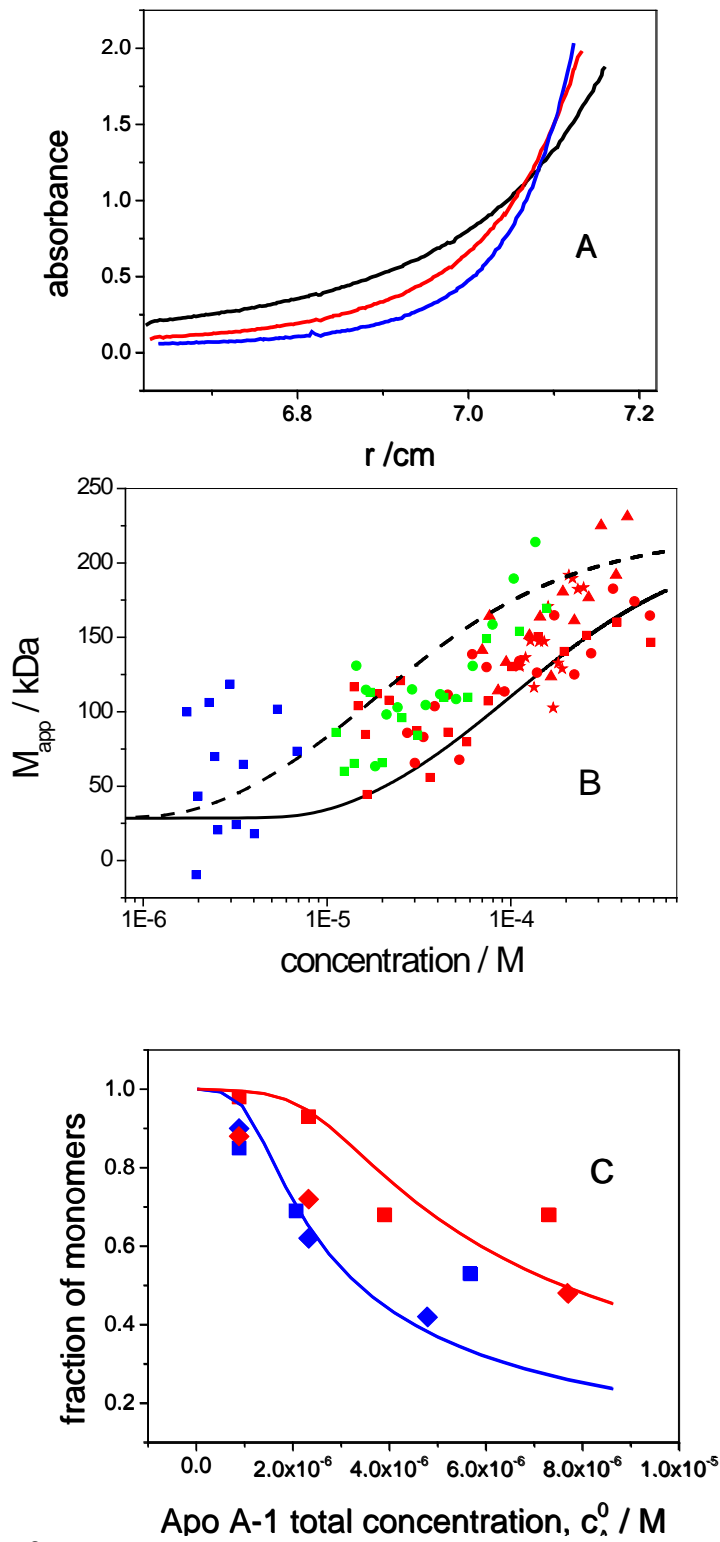 2.0
1.5
1.0
0.5
0.0
absorbance
A
6.8 7.0 7.2
r /cm
250
200
150
100
50
0
M_app / kDa
B
1E-6 1E-5 1E-4
concentration / M
1.0
0.8
0.6
0.4
0.2
fraction of monomers
C
0.0 2.0x10⁻⁶ 4.0x10⁻⁶ 6.0x10⁻⁶ 8.0x10⁻⁶ 1.0x10⁻⁵
Apo A-1 total concentration, c_A^0 / M